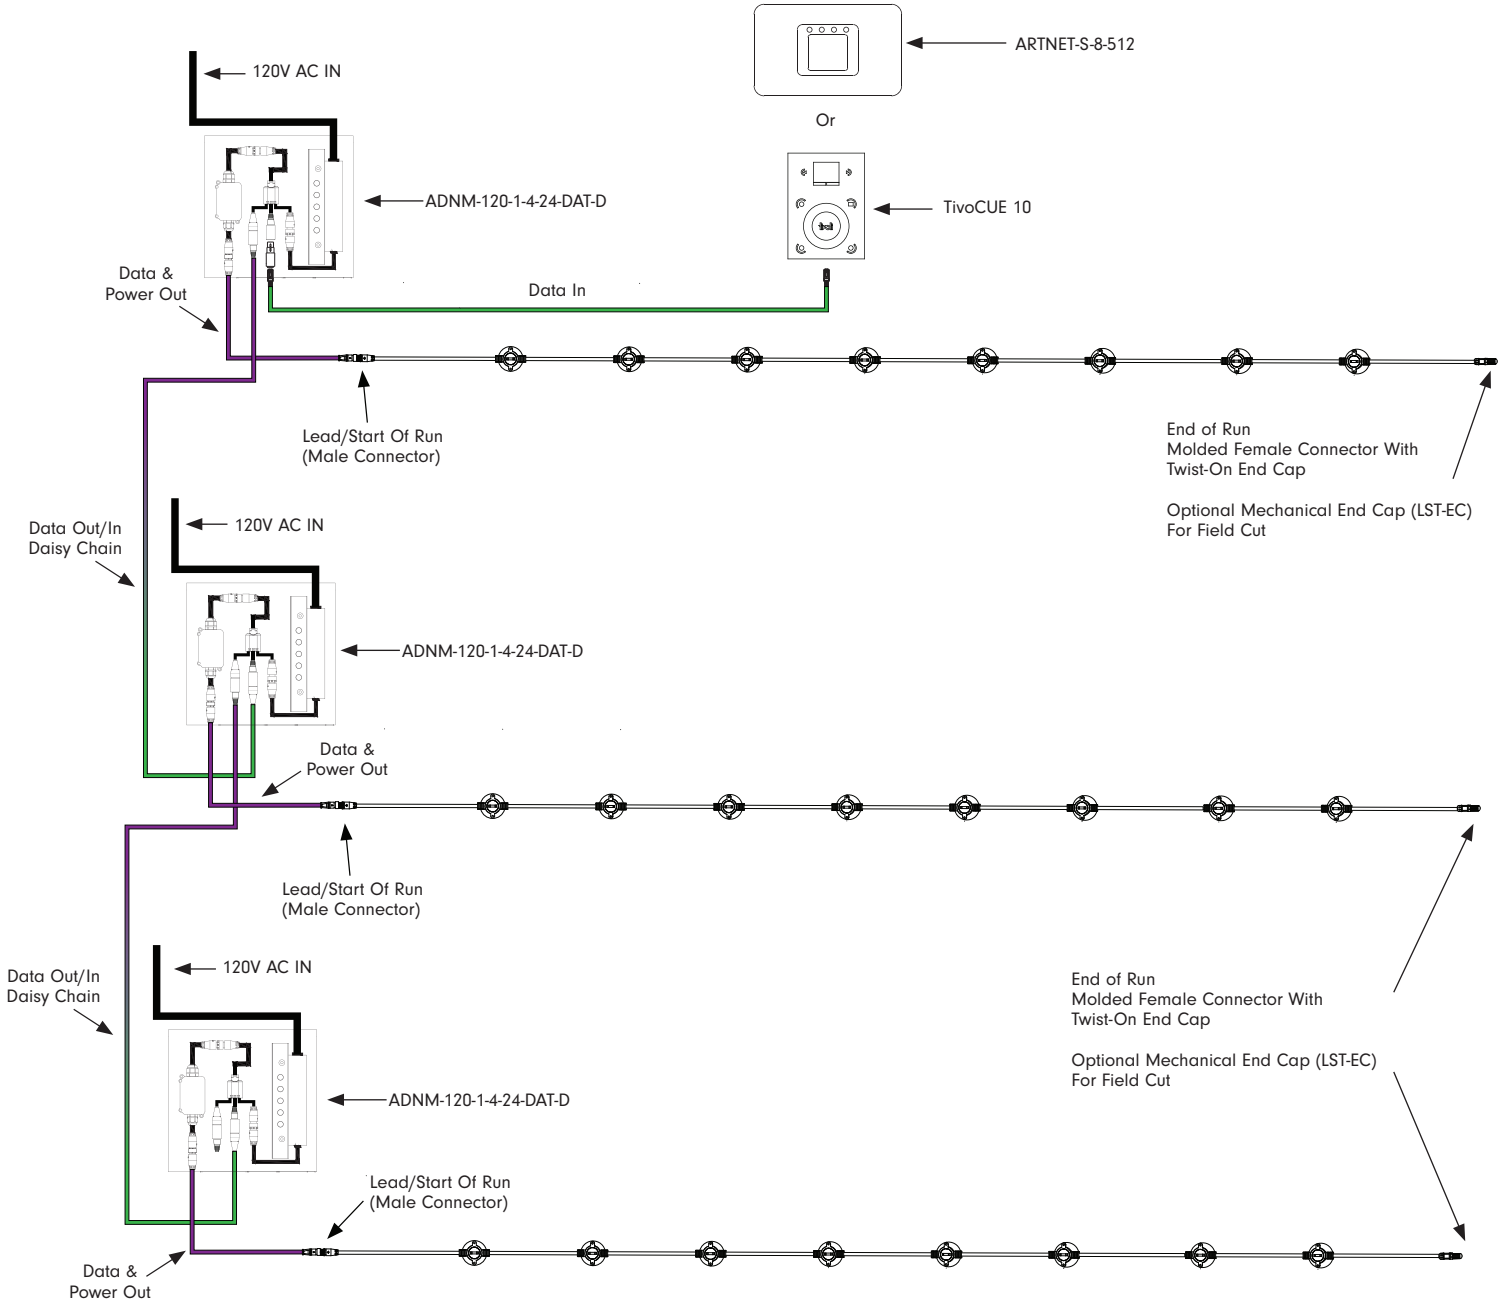 ARTNET-S-8-512
120V AC IN
Or
ADNM-120-1-4-24-DAT-D
TivoCUE 10
Data &
Power Out
Data In
Lead/Start Of Run
(Male Connector)
End of Run
Molded Female Connector With
Twist-On End Cap
Optional Mechanical End Cap (LST-EC)
For Field Cut
Data Out/In
Daisy Chain
120V AC IN
ADNM-120-1-4-24-DAT-D
Data &
Power Out
Lead/Start Of Run
(Male Connector)
Data Out/In
Daisy Chain
120V AC IN
End of Run
Molded Female Connector With
Twist-On End Cap
Optional Mechanical End Cap (LST-EC)
For Field Cut
ADNM-120-1-4-24-DAT-D
Lead/Start Of Run
(Male Connector)
Data &
Power Out